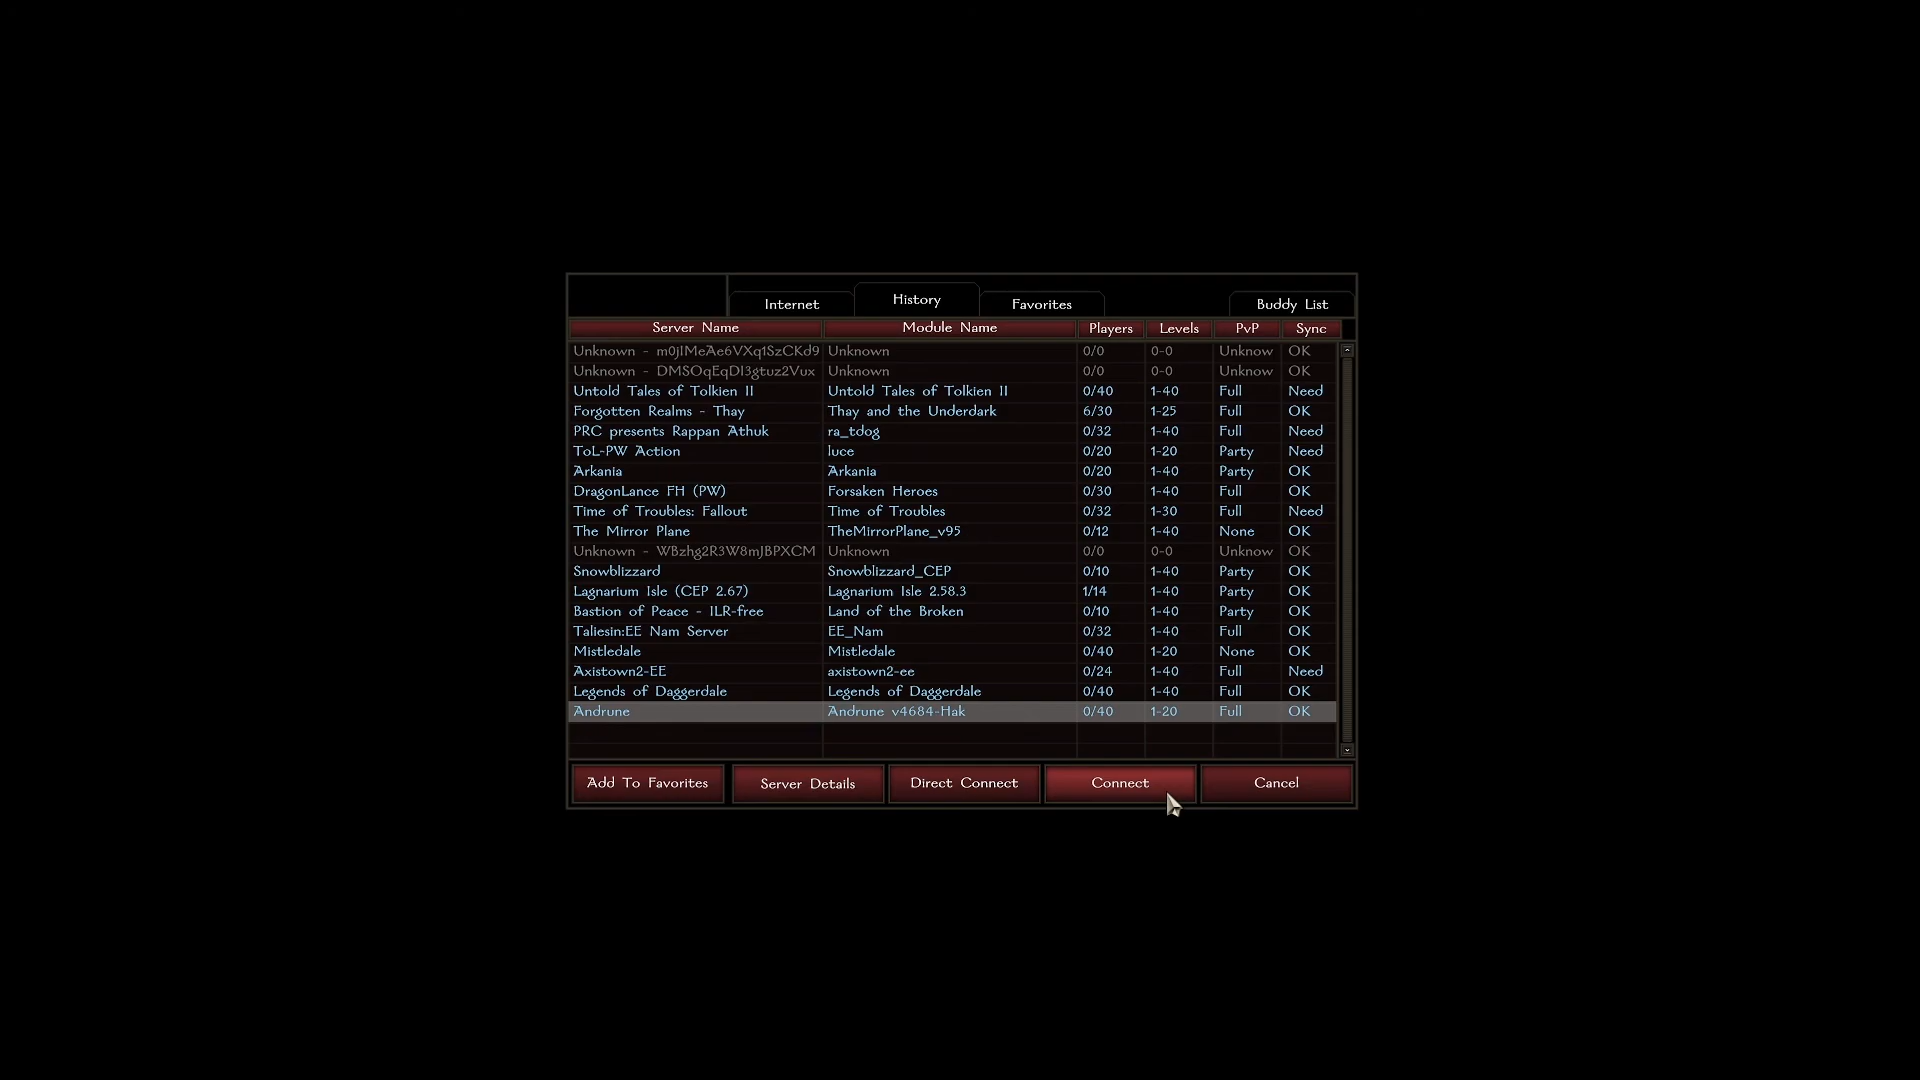 Internet History Favorites Buddy List
Server Name Module Name Players Levels PvP Sync
Unknown - m0jIMeAe6VXq1SzCKd9 Unknown 0/0 0-0 Unknow OK
Unknown - DMSOqEqDI3gtuz2Vux Unknown 0/0 0-0 Unknow OK
Untold Tales of Tolkien II Untold Tales of Tolkien II 0/40 1-40 Full Need
Forgotten Realms - Thay Thay and the Underdark 6/30 1-25 Full OK
PRC presents Rappan Athuk ra_tdog 0/32 1-40 Full Need
ToL-PW Action luce 0/20 1-20 Party Need
Arkania Arkania 0/20 1-40 Party OK
DragonLance FH (PW) Forsaken Heroes 0/30 1-40 Full OK
Time of Troubles: Fallout Time of Troubles 0/32 1-30 Full Need
The Mirror Plane TheMirrorPlane_v95 0/12 1-40 None OK
Unknown - WBzhg2R3W8mJBPXCM Unknown 0/0 0-0 Unknow OK
Snowblizzard Snowblizzard_CEP 0/10 1-40 Party OK
Lagnarium Isle (CEP 2.67) Lagnarium Isle 2.58.3 1/14 1-40 Party OK
Bastion of Peace - ILR-free Land of the Broken 0/10 1-40 Party OK
Taliesin:EE Nam Server EE_Nam 0/32 1-40 Full OK
Mistledale Mistledale 0/40 1-20 None OK
Axistown2-EE axistown2-ee 0/24 1-40 Full Need
Legends of Daggerdale Legends of Daggerdale 0/40 1-40 Full OK
Andrune Andrune v4684-Hak 0/40 1-20 Full OK
Add To Favorites Server Details Direct Connect Connect Cancel